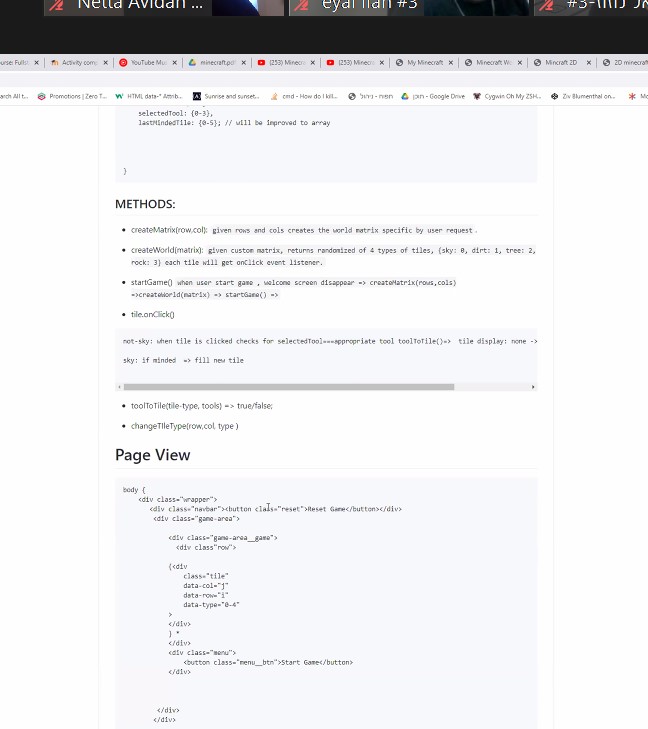 Netta Avidan ...
eyal ilan #3
#3-
urse: Fulls
Activity comp
YouTube Mu
minecraft.pd
(253) Minecra
(253) Minecra
My Minecraft
Minecraft Wo
Mincraft 2D
2D minecraft
arch All t...
Promotions | Zero T...
HTML data-* Attrib...
Sunrise and sunset...
cmd - How do I kill...
תפוזית - ניהול
תוכן - Google Drive
Cygwin Oh My ZSH...
Ziv Blumenthal on...
Mo
selectedTool: {0-3},
lastMindedTile: {0-5}; // will be improved to array
}
METHODS:
• createMatrix(row,col): given rows and cols creates the world matrix specific by user request .
• createWorld(matrix): given custom matrix, returns randomized of 4 types of tiles, {sky: 0, dirt: 1, tree: 2,
rock: 3} each tile will get onClick event listener.
• startGame() when user start game , welcome screen disappear => createMatrix(rows,cols)
=>createWorld(matrix) => startGame() =>
• tile.onClick()
not-sky: when tile is clicked checks for selectedTool===appropriate tool toolToTile()=> tile display: none ->
sky: if minded => fill new tile
• toolToTile(tile-type, tools) => true/false;
• changeTIleType(row,col, type )
Page View
body {
<div class="wrapper">
<div class="navbar"><button class="reset">Reset Game</button></div>
<div class="game-area">
<div class="game-area__game">
<div class"row">
{<div
class="tile"
data-col="j"
data-row="i"
data-type="0-4"
>
</div>
} *
</div>
<div class="menu">
<button class="menu__btn">Start Game</button>
</div>
</div>
</div>